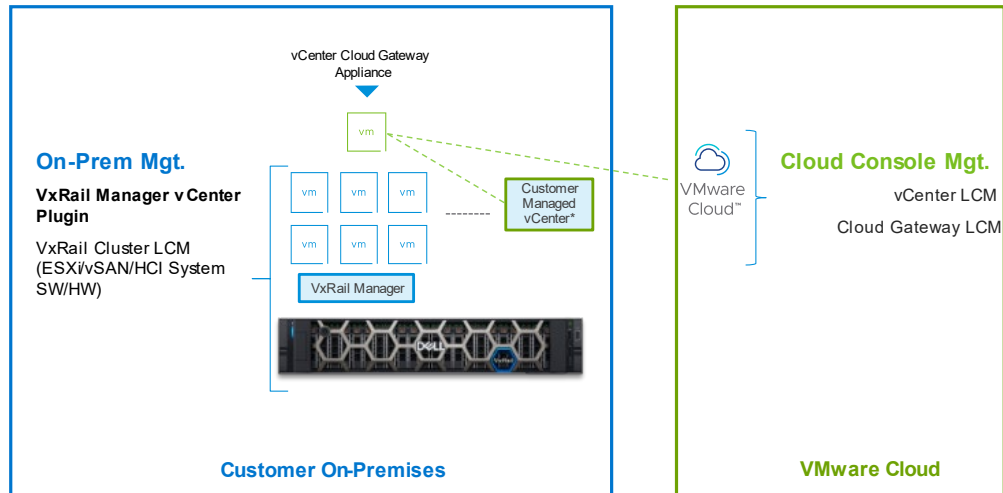 vCenter Cloud Gateway
Appliance
vm
On-Prem Mgt.
VxRail Manager vCenter
Plugin
VxRail Cluster LCM
(ESXi/vSAN/HCI System
SW/HW)
vm vm vm
vm vm vm
VxRail Manager
DELL
VxRail
Customer
Managed
vCenter*
Customer On-Premises
VMware
Cloud™
Cloud Console Mgt.
vCenter LCM
Cloud Gateway LCM
VMware Cloud